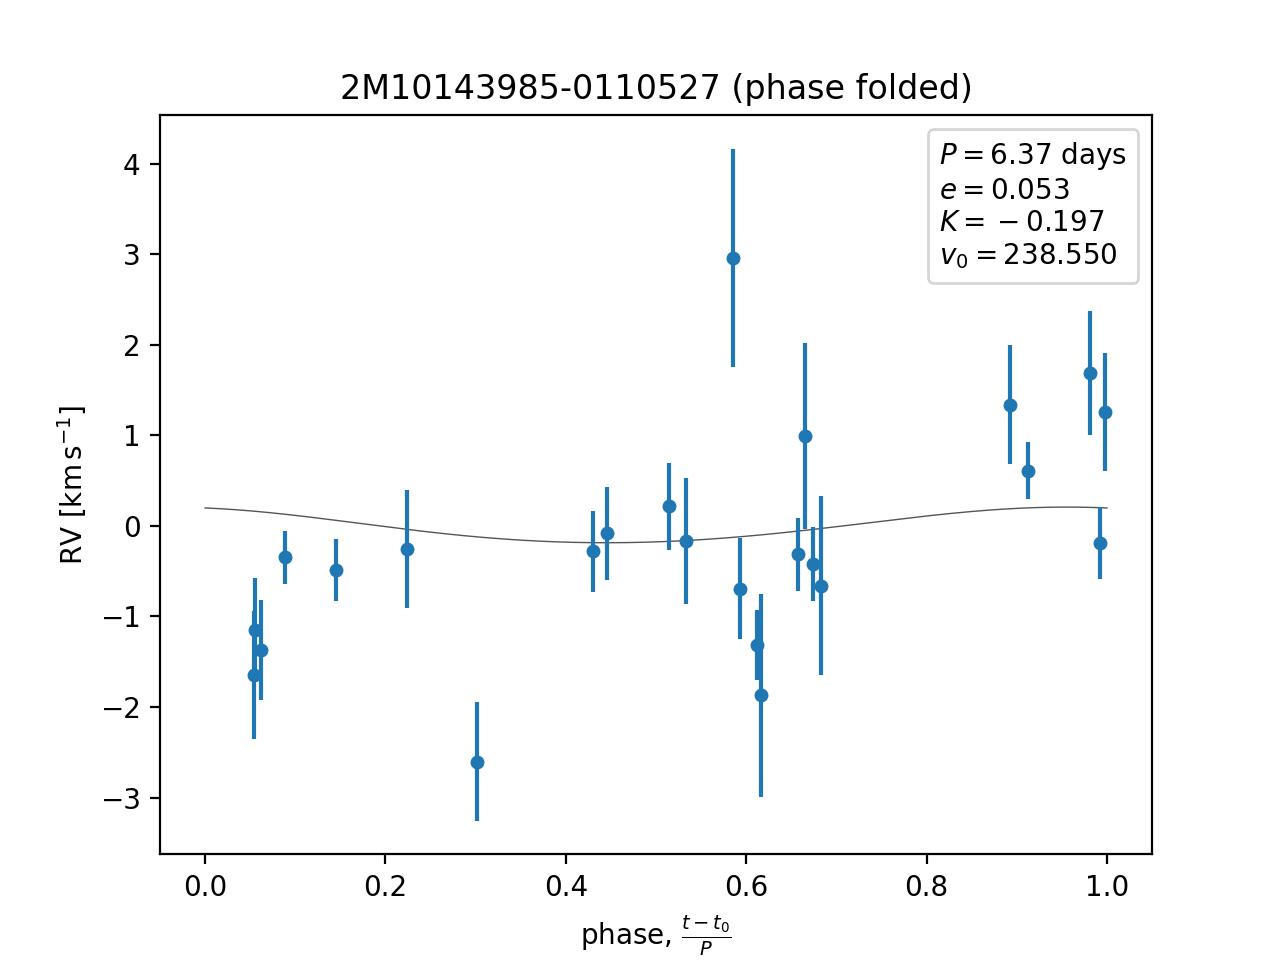 2M10143985-0110527 (phase folded)
P = 6.37 days
e = 0.053
K = −0.197
v₀ = 238.550
4
3
2
1
0
−1
−2
−3
RV [km s⁻¹]
0.0 0.2 0.4 0.6 0.8 1.0
phase, (t − t₀)/P